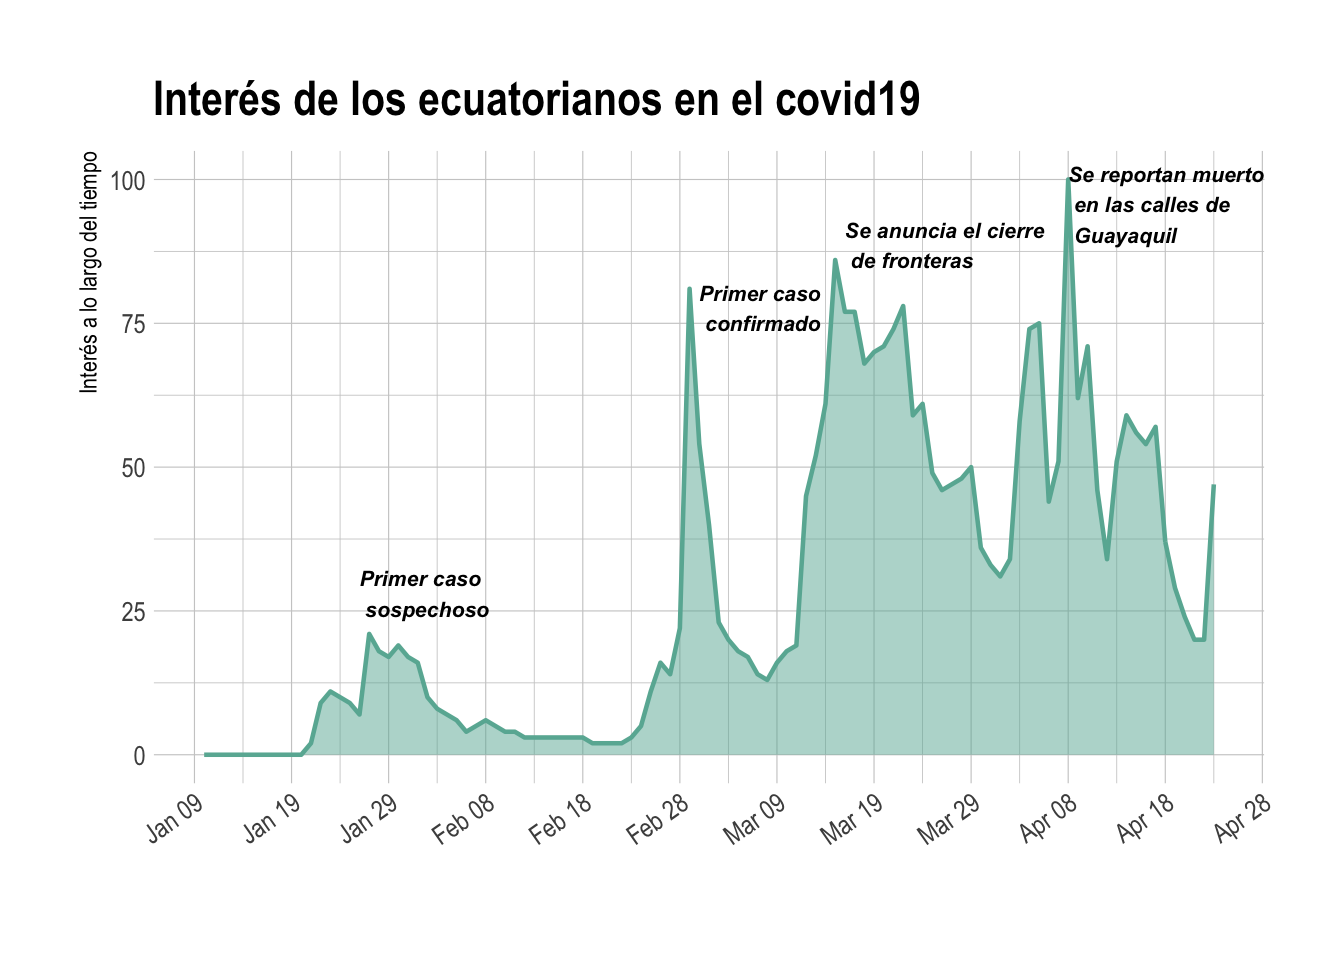 Interés de los ecuatorianos en el covid19
Interés a lo largo del tiempo
100
75
50
25
0
Primer caso
sospechoso
Primer caso
confirmado
Se anuncia el cierre
de fronteras
Se reportan muerto
en las calles de
Guayaquil
Jan 09
Jan 19
Jan 29
Feb 08
Feb 18
Feb 28
Mar 09
Mar 19
Mar 29
Apr 08
Apr 18
Apr 28